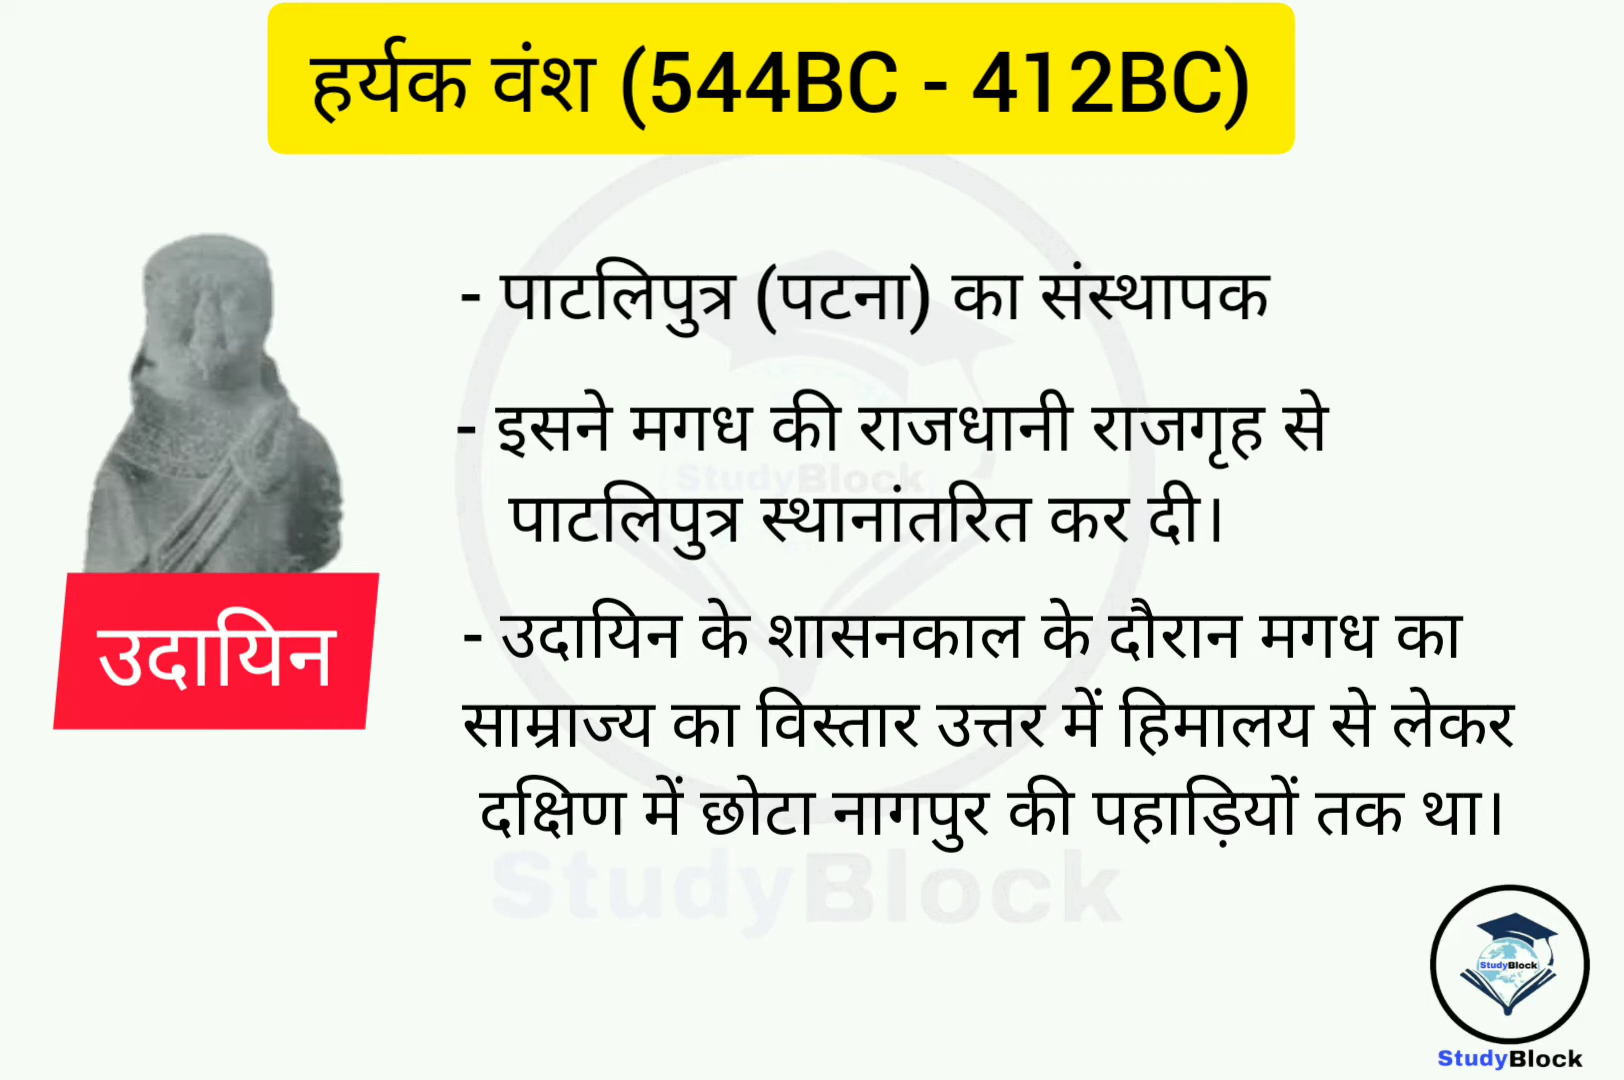 हर्यक वंश (544BC - 412BC)
- पाटलिपुत्र (पटना) का संस्थापक
- इसने मगध की राजधानी राजगृह से
पाटलिपुत्र स्थानांतरित कर दी।
उदायिन
- उदायिन के शासनकाल के दौरान मगध का
साम्राज्य का विस्तार उत्तर में हिमालय से लेकर
दक्षिण में छोटा नागपुर की पहाड़ियों तक था।
StudyBlock
StudyBlock
StudyBlock
StudyBlock